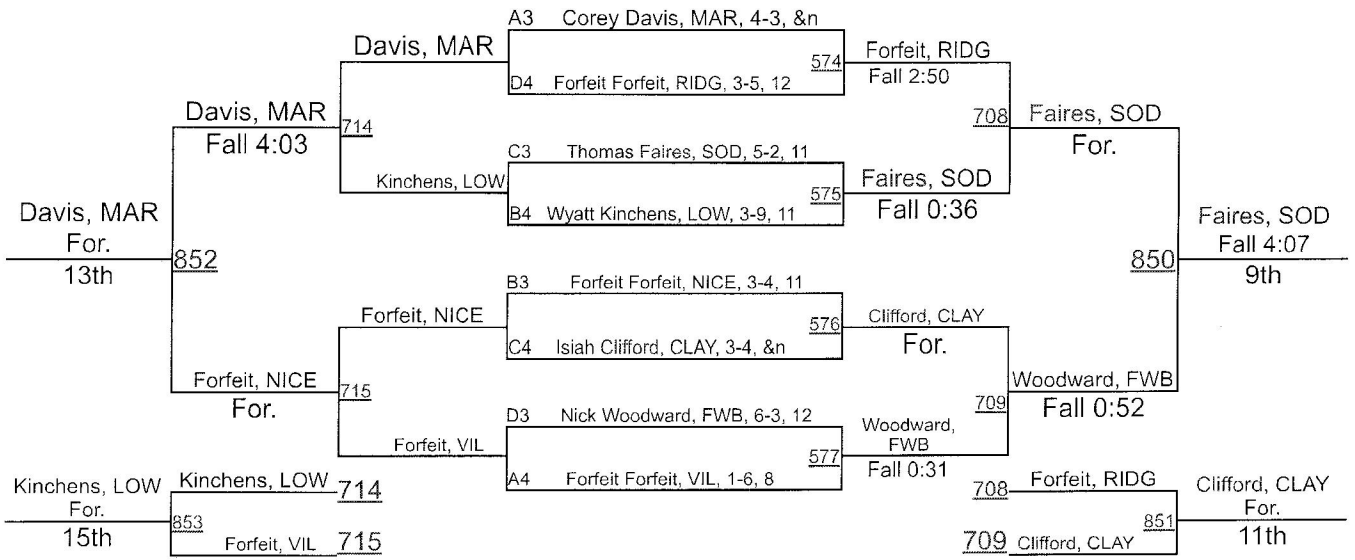 A3 Corey Davis, MAR, 4-3, &n
Davis, MAR
574
Forfeit, RIDG
Fall 2:50
D4 Forfeit Forfeit, RIDG, 3-5, 12
Davis, MAR
Fall 4:03
714
708
Faires, SOD
For.
C3 Thomas Faires, SOD, 5-2, 11
Kinchens, LOW
575
Faires, SOD
Fall 0:36
B4 Wyatt Kinchens, LOW, 3-9, 11
Davis, MAR
For.
13th
852
850
Faires, SOD
Fall 4:07
9th
B3 Forfeit Forfeit, NICE, 3-4, 11
Forfeit, NICE
576
Clifford, CLAY
For.
C4 Isiah Clifford, CLAY, 3-4, &n
Forfeit, NICE
For.
715
709
Woodward, FWB
Fall 0:52
D3 Nick Woodward, FWB, 6-3, 12
Forfeit, VIL
577
Woodward,
FWB
Fall 0:31
A4 Forfeit Forfeit, VIL, 1-6, 8
Kinchens, LOW
For.
15th
Kinchens, LOW 714
853
Forfeit, VIL 715
708 Forfeit, RIDG
851
709 Clifford, CLAY
Clifford, CLAY
For.
11th